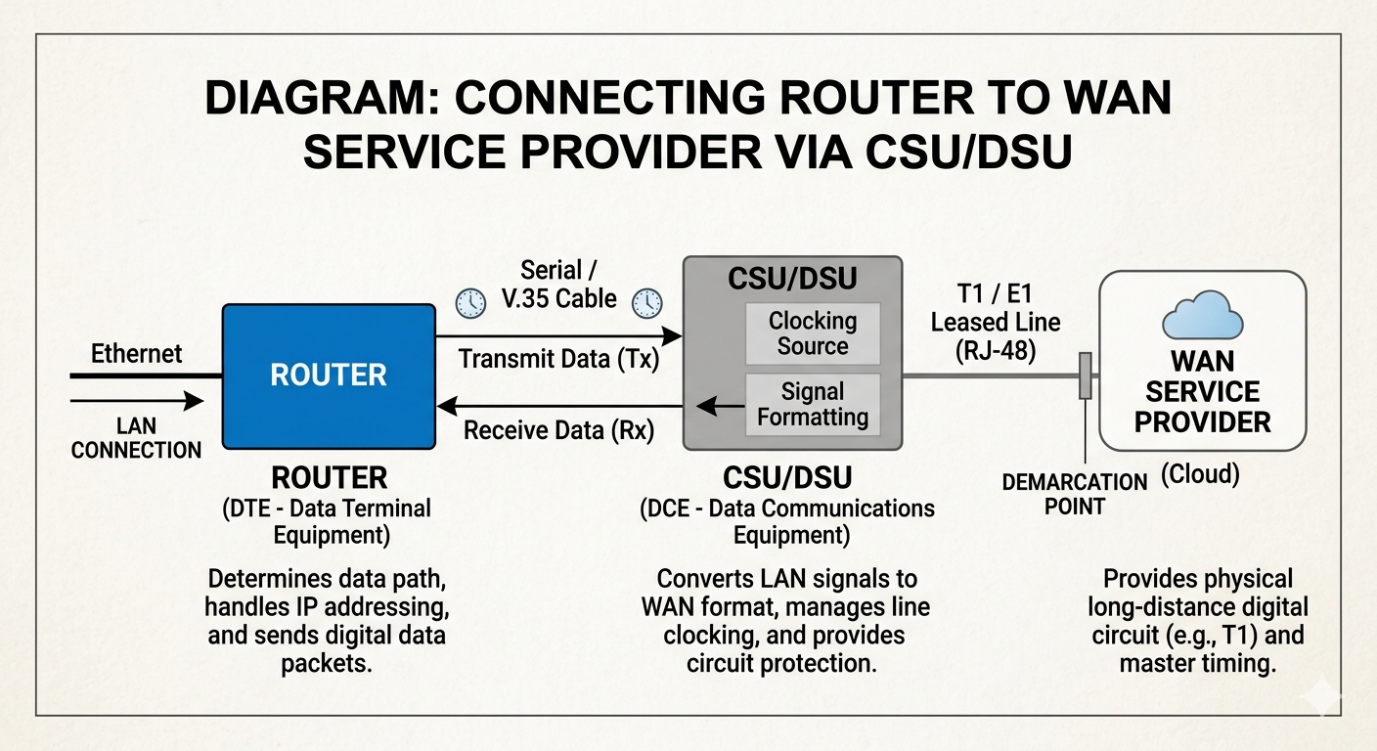 DIAGRAM: CONNECTING ROUTER TO WAN
SERVICE PROVIDER VIA CSU/DSU
Ethernet
LAN
CONNECTION
ROUTER
Serial /
V.35 Cable
Transmit Data (Tx)
Receive Data (Rx)
CSU/DSU
Clocking
Source
Signal
Formatting
T1 / E1
Leased Line
(RJ-48)
WAN
SERVICE
PROVIDER
DEMARCATION
POINT
(Cloud)
ROUTER
(DTE - Data Terminal
Equipment)
Determines data path,
handles IP addressing,
and sends digital data
packets.
CSU/DSU
(DCE - Data Communications
Equipment)
Converts LAN signals to
WAN format, manages line
clocking, and provides
circuit protection.
Provides physical
long-distance digital
circuit (e.g., T1) and
master timing.